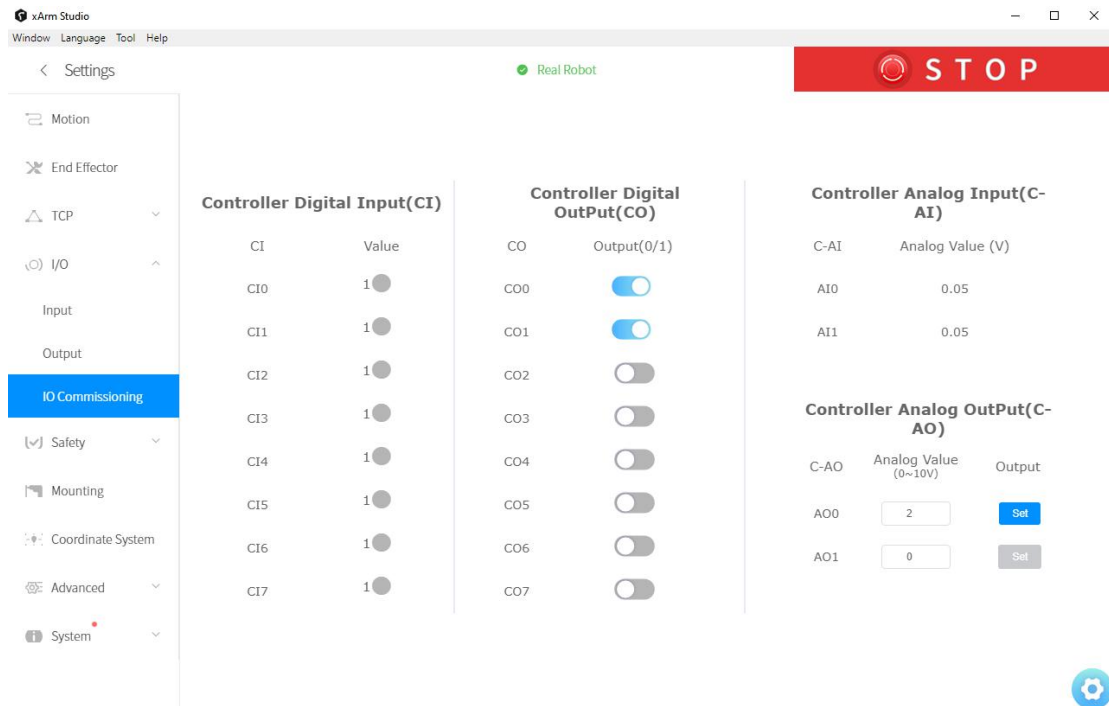 xArm Studio
Window Language Tool Help
Settings
Real Robot
STOP
Motion
End Effector
TCP
I/O
Input
Output
IO Commissioning
Safety
Mounting
Coordinate System
Advanced
System
Controller Digital Input(CI)
CI Value
CI0 1
CI1 1
CI2 1
CI3 1
CI4 1
CI5 1
CI6 1
CI7 1
Controller Digital
OutPut(CO)
CO Output(0/1)
CO0
CO1
CO2
CO3
CO4
CO5
CO6
CO7
Controller Analog Input(C-
AI)
C-AI Analog Value (V)
AI0 0.05
AI1 0.05
Controller Analog OutPut(C-
AO)
C-AO Analog Value Output
(0~10V)
AO0 2 Set
AO1 0 Set